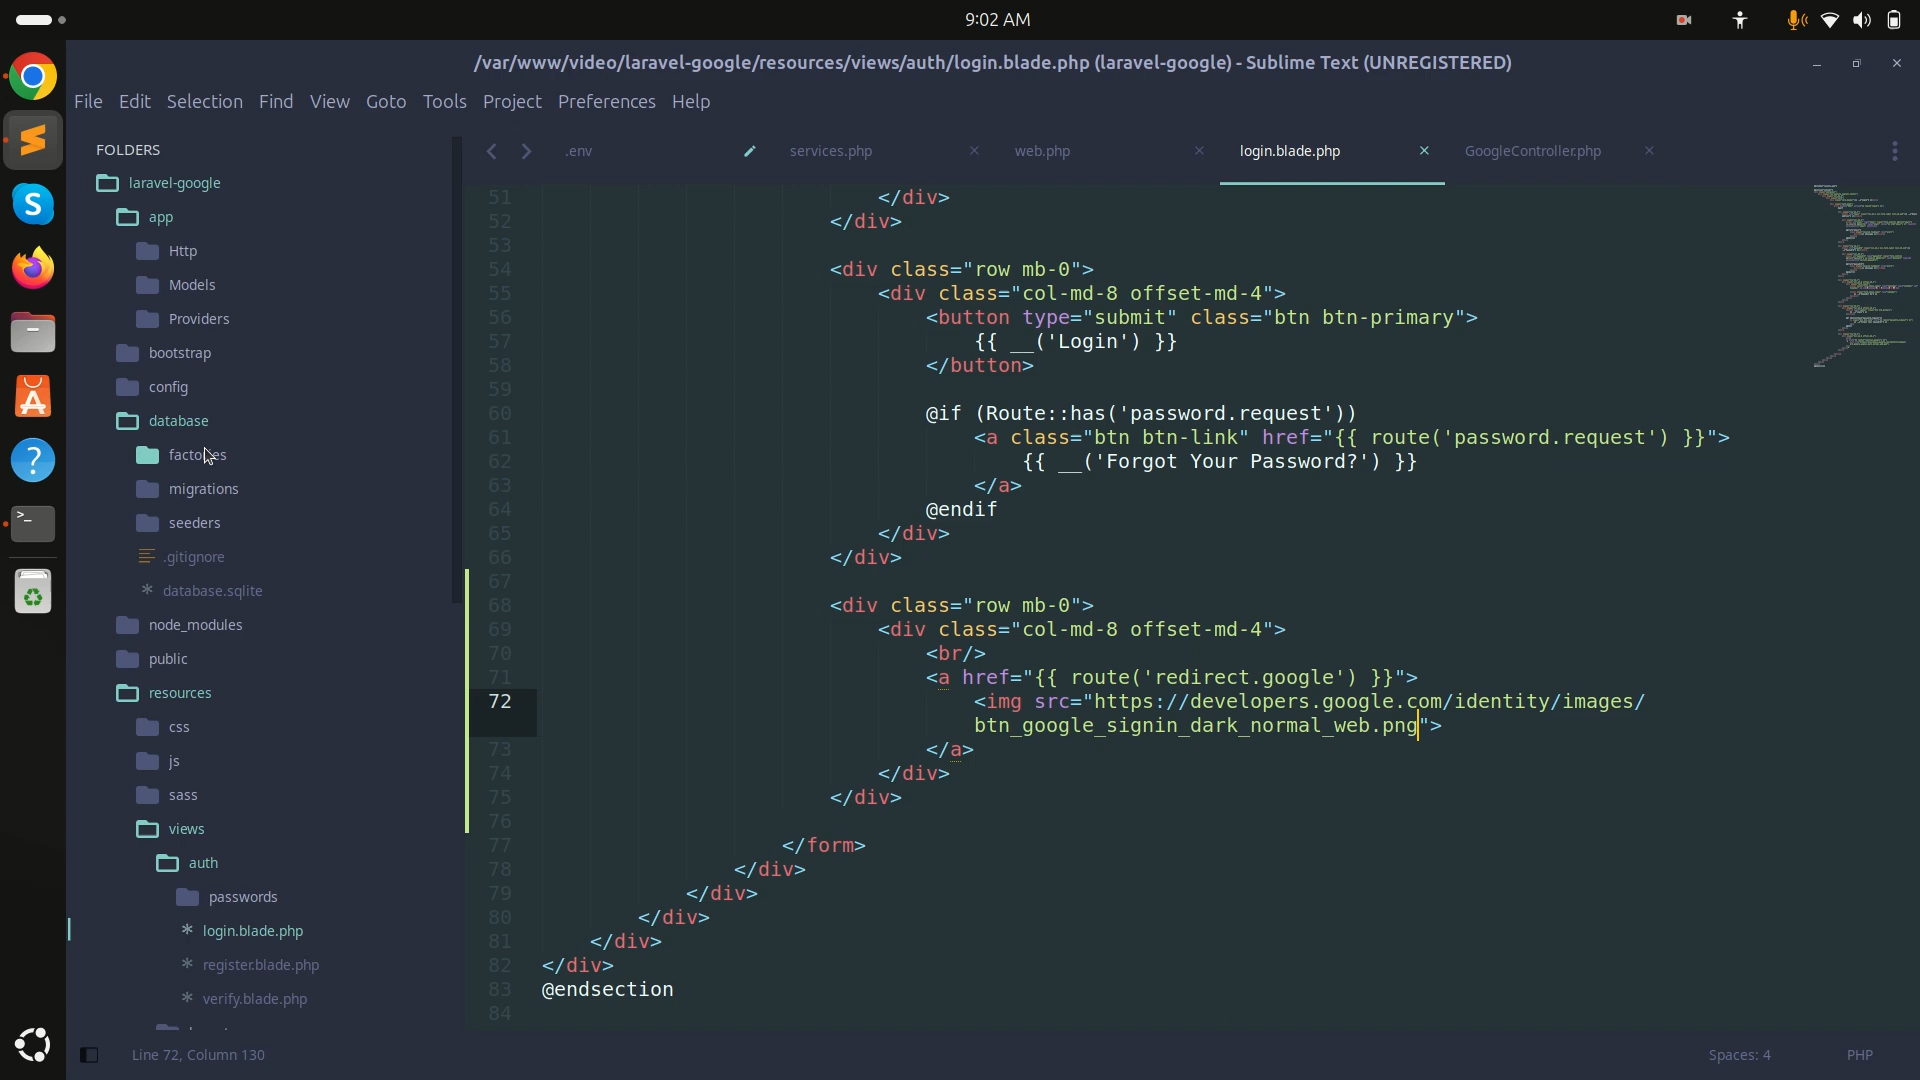 9:02 AM
/var/www/video/laravel-google/resources/views/auth/login.blade.php (laravel-google) - Sublime Text (UNREGISTERED)
File Edit Selection Find View Goto Tools Project Preferences Help
FOLDERS
laravel-google
app
Http
Models
Providers
bootstrap
config
database
factories
migrations
seeders
.gitignore
database.sqlite
node_modules
public
resources
css
js
sass
views
auth
passwords
login.blade.php
register.blade.php
verify.blade.php
.env services.php web.php login.blade.php GoogleController.php
51 </div>
52 </div>
53
54 <div class="row mb-0">
55 <div class="col-md-8 offset-md-4">
56 <button type="submit" class="btn btn-primary">
57 {{ __('Login') }}
58 </button>
59
60 @if (Route::has('password.request'))
61 <a class="btn btn-link" href="{{ route('password.request') }}">
62 {{ __('Forgot Your Password?') }}
63 </a>
64 @endif
65 </div>
66 </div>
67
68 <div class="row mb-0">
69 <div class="col-md-8 offset-md-4">
70 <br/>
71 <a href="{{ route('redirect.google') }}">
72 <img src="https://developers.google.com/identity/images/
btn_google_signin_dark_normal_web.png">
73 </a>
74 </div>
75 </div>
76
77 </form>
78 </div>
79 </div>
80 </div>
81 </div>
82 </div>
83 @endsection
84
Line 72, Column 130
Spaces: 4
PHP